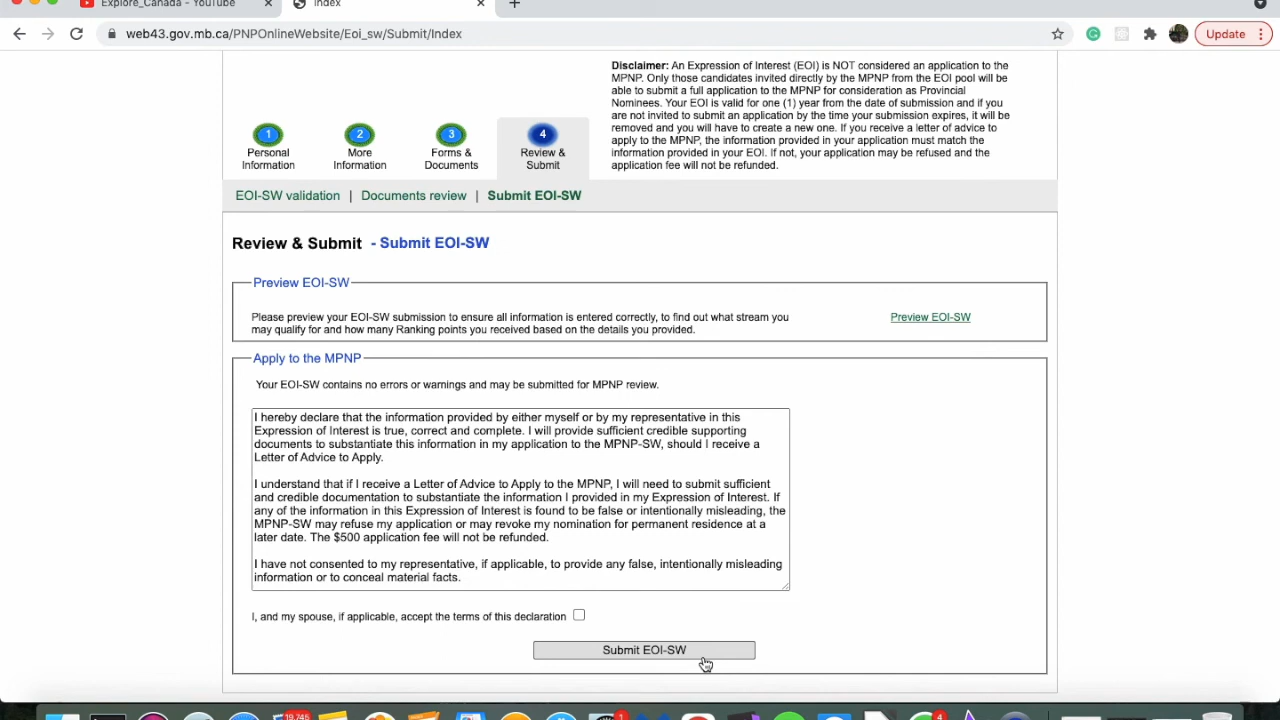 Explore_Canada - YouTube
Index
web43.gov.mb.ca/PNPOnlineWebsite/Eoi_sw/Submit/Index
Update
Disclaimer: An Expression of Interest (EOI) is NOT considered an application to the
MPNP. Only those candidates invited directly by the MPNP from the EOI pool will be
able to submit a full application to the MPNP for consideration as Provincial
Nominees. Your EOI is valid for one (1) year from the date of submission and if you
are not invited to submit an application by the time your submission expires, it will be
removed and you will have to create a new one. If you receive a letter of advice to
apply to the MPNP, the information provided in your application must match the
information provided in your EOI. If not, your application may be refused and the
application fee will not be refunded.
1
Personal
Information
2
More
Information
3
Forms &
Documents
4
Review &
Submit
EOI-SW validation | Documents review | Submit EOI-SW
Review & Submit - Submit EOI-SW
Preview EOI-SW
Please preview your EOI-SW submission to ensure all information is entered correctly, to find out what stream you
may qualify for and how many Ranking points you received based on the details you provided.
Preview EOI-SW
Apply to the MPNP
Your EOI-SW contains no errors or warnings and may be submitted for MPNP review.
I hereby declare that the information provided by either myself or by my representative in this
Expression of Interest is true, correct and complete. I will provide sufficient credible supporting
documents to substantiate this information in my application to the MPNP-SW, should I receive a
Letter of Advice to Apply.
I understand that if I receive a Letter of Advice to Apply to the MPNP, I will need to submit sufficient
and credible documentation to substantiate the information I provided in my Expression of Interest. If
any of the information in this Expression of Interest is found to be false or intentionally misleading, the
MPNP-SW may refuse my application or may revoke my nomination for permanent residence at a
later date. The $500 application fee will not be refunded.
I have not consented to my representative, if applicable, to provide any false, intentionally misleading
information or to conceal material facts.
I, and my spouse, if applicable, accept the terms of this declaration
Submit EOI-SW
19,745
1
4